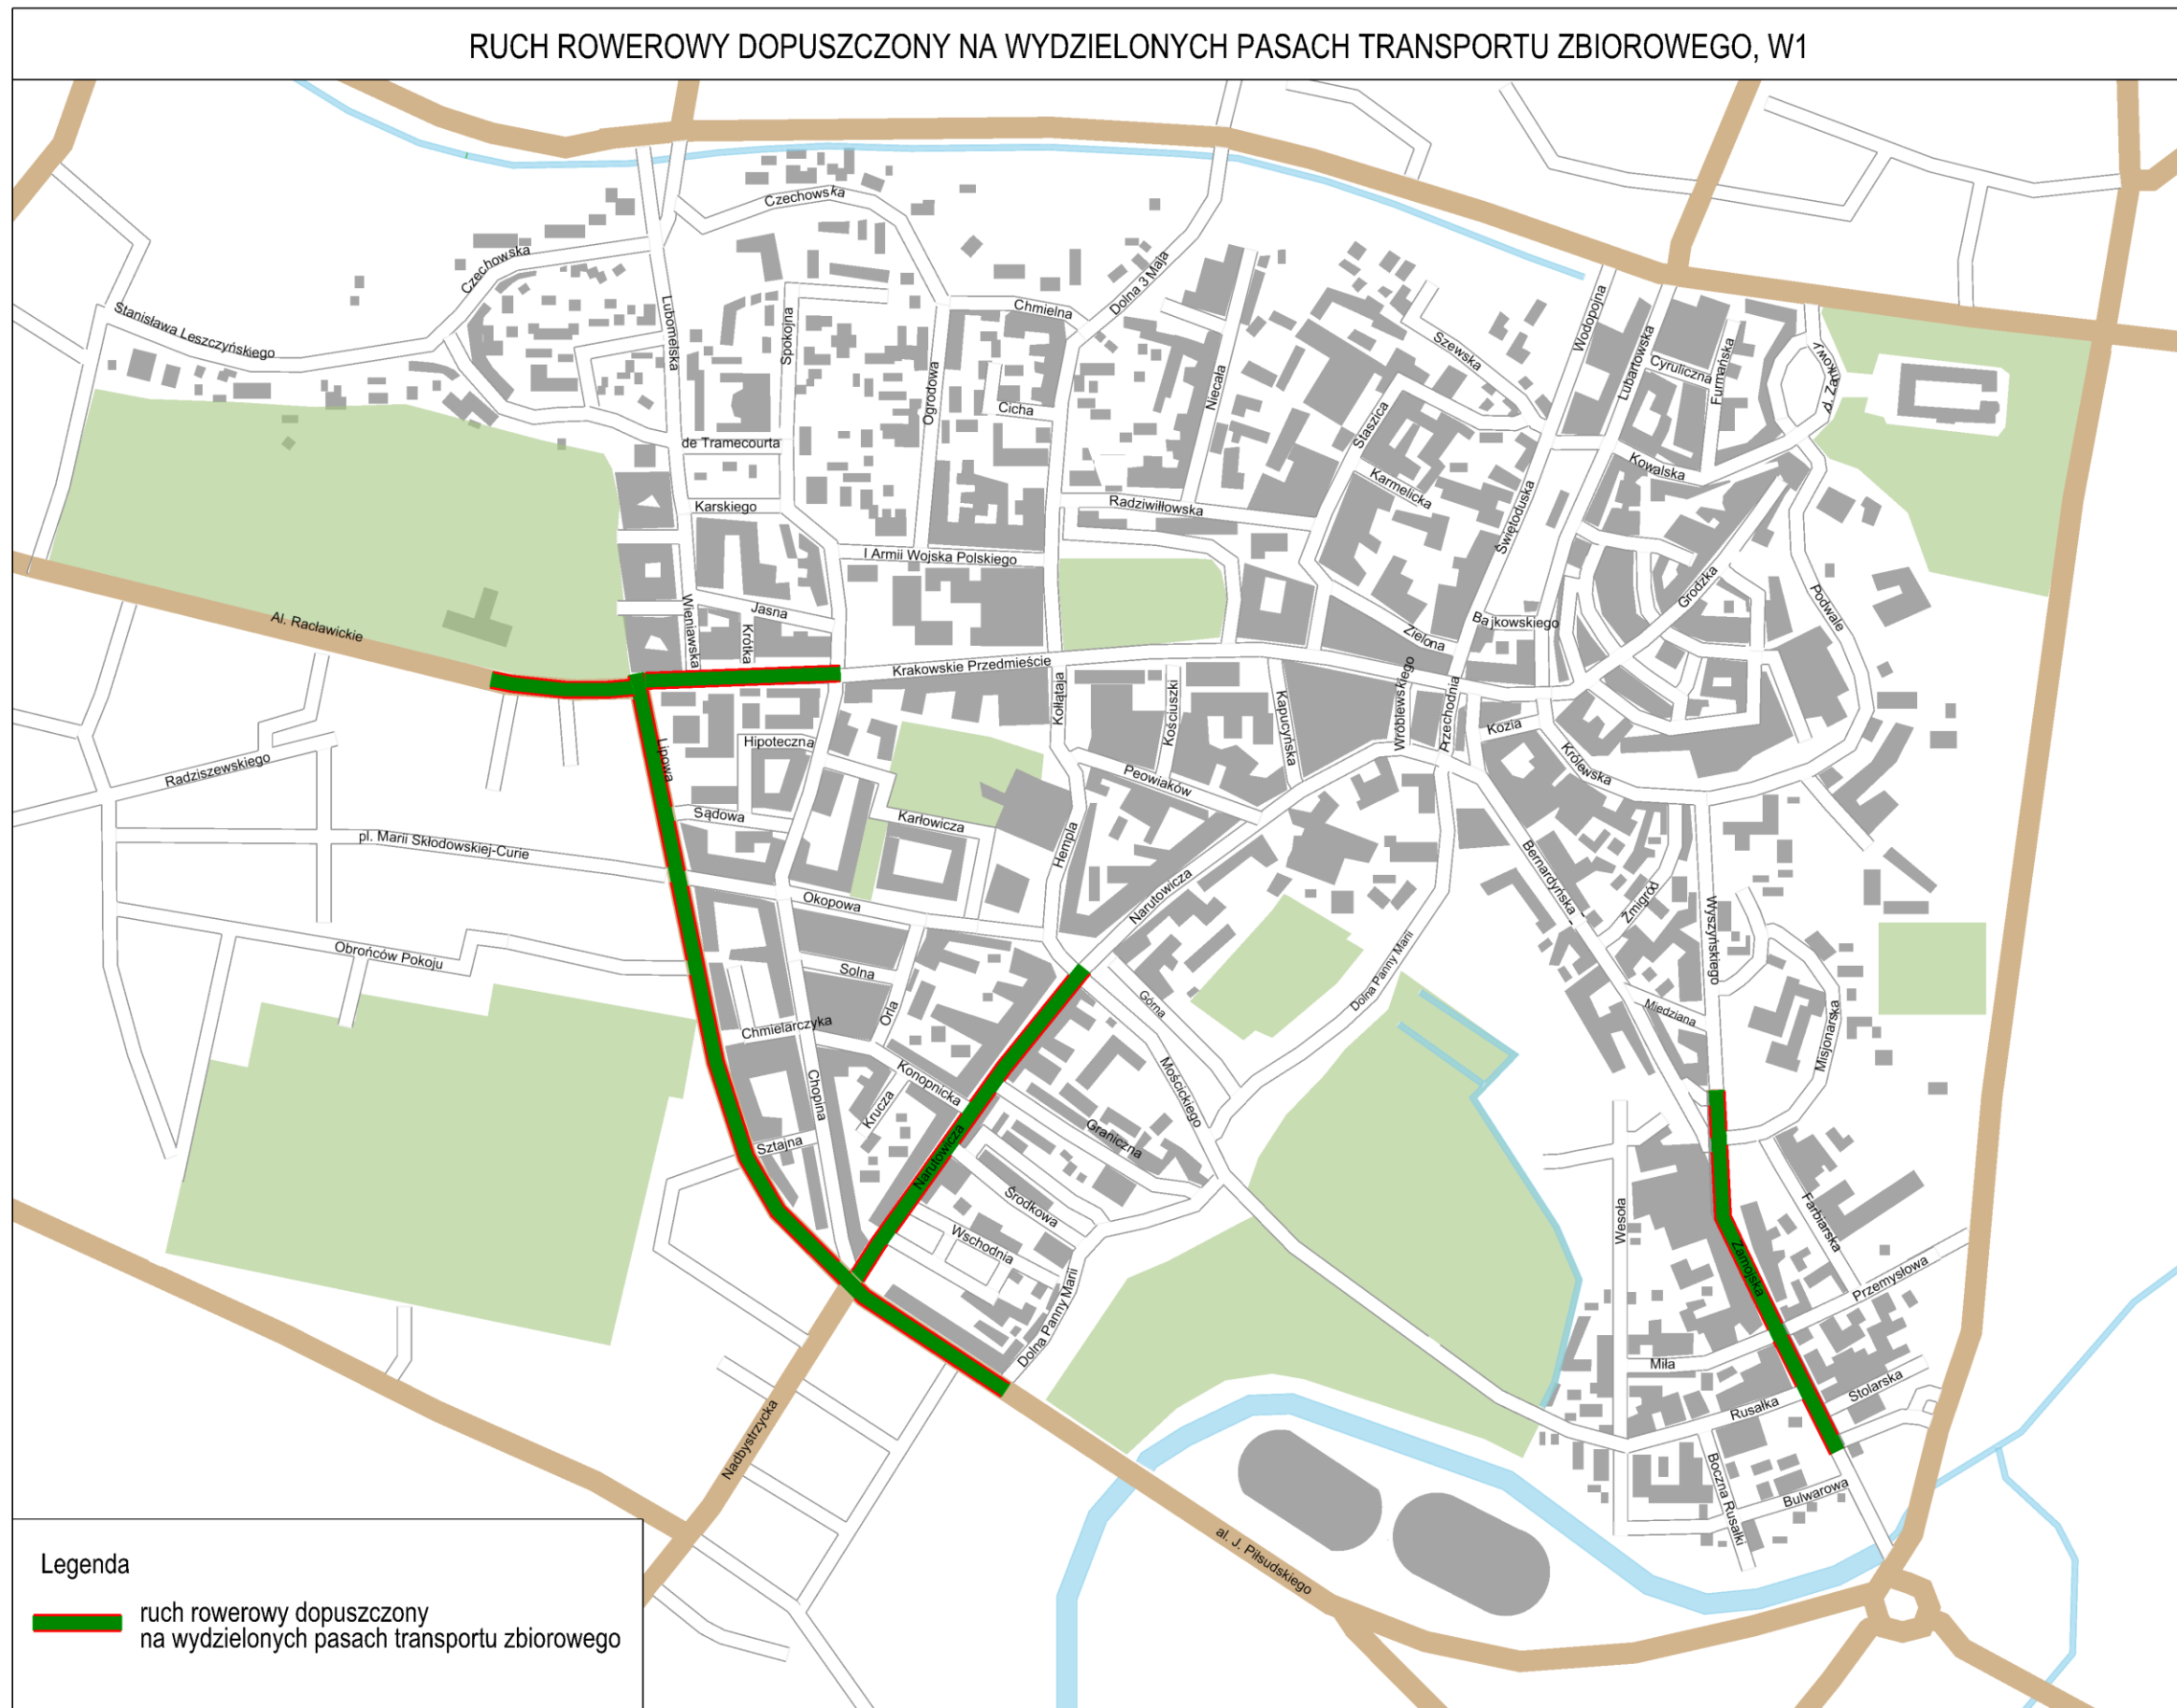 RUCH ROWEROWY DOPUSZCZONY NA WYDZIELONYCH PASACH TRANSPORTU ZBIOROWEGO, W1
Czechowska
Czechowska
Stanisława Leszczyńskiego
Lubomelska
Spokojna
Chmielna
Dolna 3 Maja
Ogrodowa
Cicha
Niecała
Szewska
Wodopojna
Lubartowska
Cyruliczna
Furmańska
pl. Zamkowy
Staszica
Karmelicka
Kowalska
de Tramecourta
Karskiego
Radziwiłłowska
Świętoduska
I Armii Wojska Polskiego
Grodzka
Podwale
Al. Racławickie
Wieniawska
Jasna
Krótka
Bajkowskiego
Zielona
Krakowskie Przedmieście
Kołłątaja
Kościuszki
Kapucyńska
Wróblewskiego
Przechodnia
Kozia
Królewska
Lipowa
Hipoteczna
Radziszewskiego
Peowiaków
Sądowa
Karłowicza
Hempla
pl. Marii Skłodowskiej-Curie
Narutowicza
Bernardyńska
Żmigród
Wyszyńskiego
Okopowa
Obrońców Pokoju
Solna
Orla
Górna
Dolna Panny Marii
Miedziana
Misjonarska
Chmielarczyka
Chopina
Konopnicka
Krucza
Mościckiego
Graniczna
Narutowicza
Sztajna
Środkowa
Wschodnia
Dolna Panny Marii
Wesoła
Farbiarska
Zamojska
Przemysłowa
Miła
Stolarska
Rusałka
Boczna Rusałki
Bulwarowa
Nadbystrzycka
al. J. Piłsudskiego
Legenda
ruch rowerowy dopuszczony
na wydzielonych pasach transportu zbiorowego